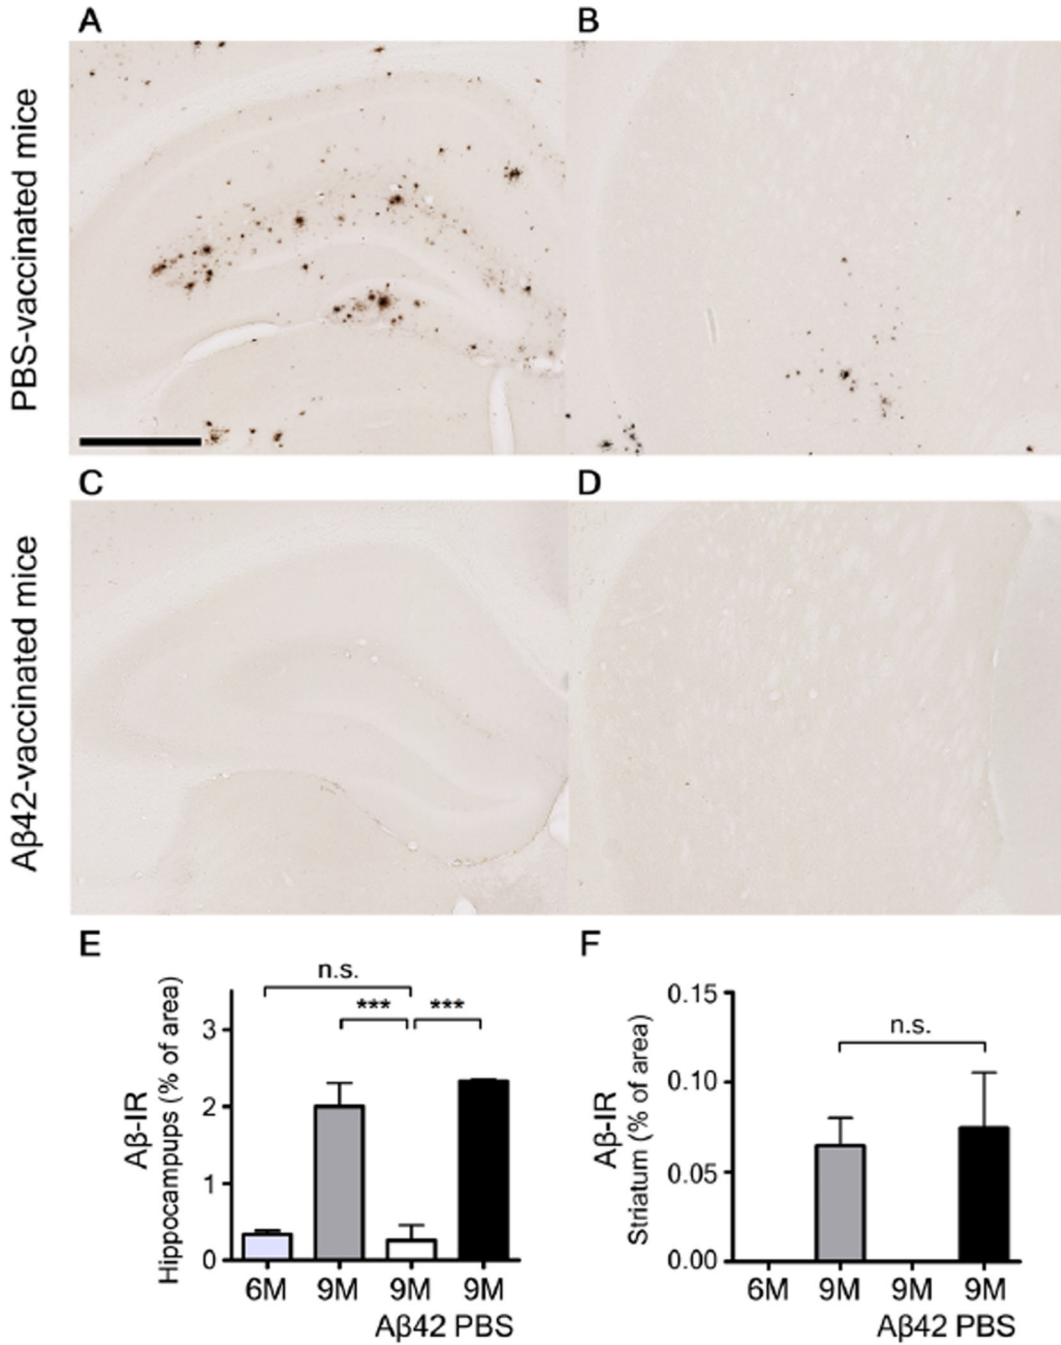 A
B
PBS-vaccinated mice
C
D
Aβ42-vaccinated mice
E
n.s.
*** ***
Aβ-IR
Hippocampups (% of area)
3
2
1
0
6M 9M 9M 9M
Aβ42 PBS
F
n.s.
Aβ-IR
Striatum (% of area)
0.15
0.10
0.05
0.00
6M 9M 9M 9M
Aβ42 PBS